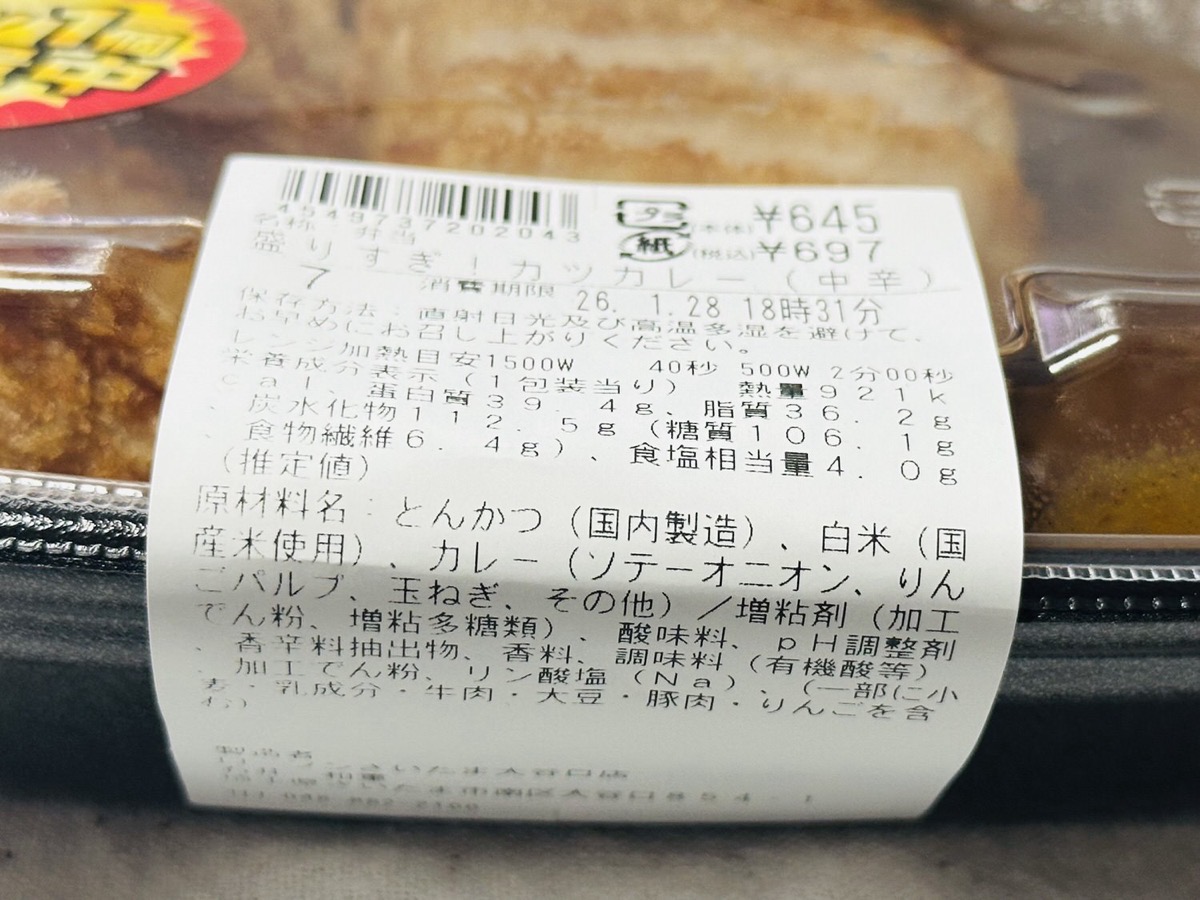 4549737202043
プラ
紙
(本体)¥645
(税込)¥697
名称:弁当
盛りすぎ!カツカレー(中辛)
7 消費期限 26. 1.28 18時31分
保存方法:直射日光及び高温多湿を避けて、
お早めにお召し上がりください。
レンジ加熱目安1500W 40秒 500W 2分00秒
栄養成分表示(1包装当り) 熱量921k
cal、蛋白質39.4g、脂質36.2g
、炭水化物112.5g(糖質106.1g
、食物繊維6.4g)、食塩相当量4.0g
(推定値)
原材料名:とんかつ(国内製造)、白米(国
産米使用)、カレー(ソテーオニオン、りん
ごパルプ、玉ねぎ、その他)/増粘剤(加工
でん粉、増粘多糖類)、酸味料、pH調整剤
、香辛料抽出物、香料、調味料(有機酸等)
、加工でん粉、リン酸塩(Na)、(一部に小
麦・乳成分・牛肉・大豆・豚肉・りんごを含
む)
製造者